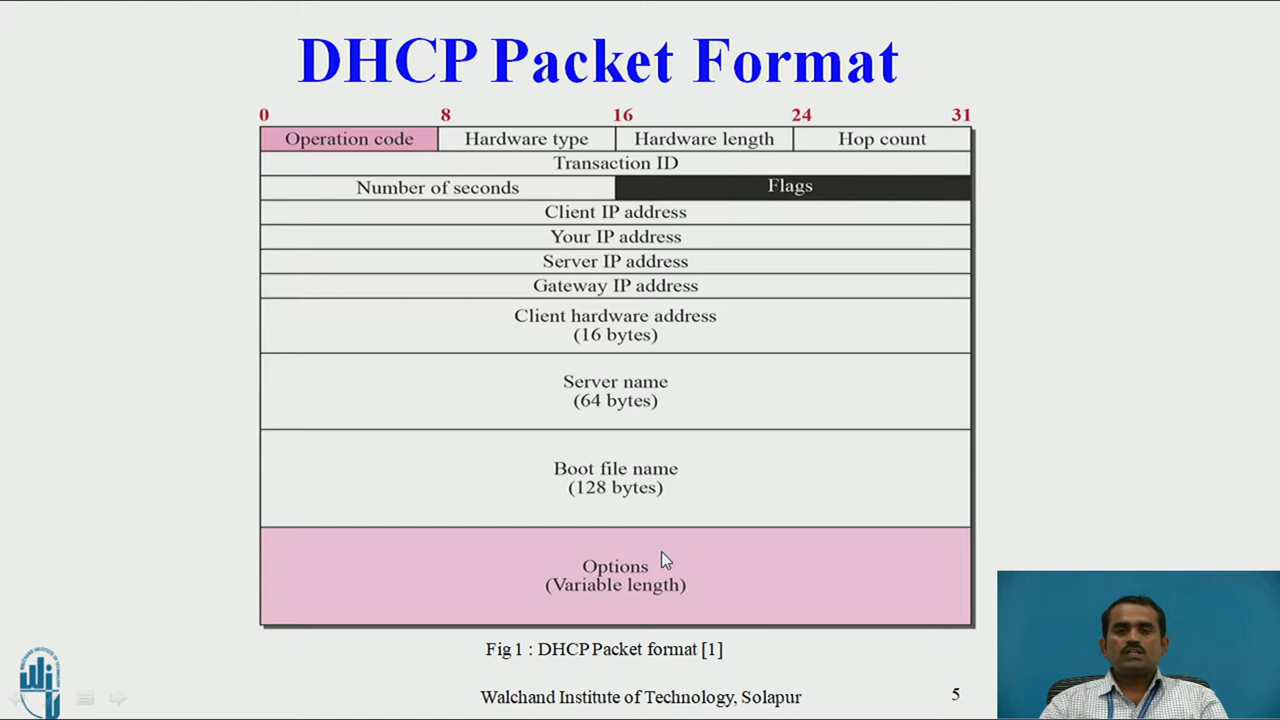 DHCP Packet Format
0 8 16 24 31
Operation code Hardware type Hardware length Hop count
Transaction ID
Number of seconds Flags
Client IP address
Your IP address
Server IP address
Gateway IP address
Client hardware address
(16 bytes)
Server name
(64 bytes)
Boot file name
(128 bytes)
Options
(Variable length)
Fig 1 : DHCP Packet format [1]
Walchand Institute of Technology, Solapur
5